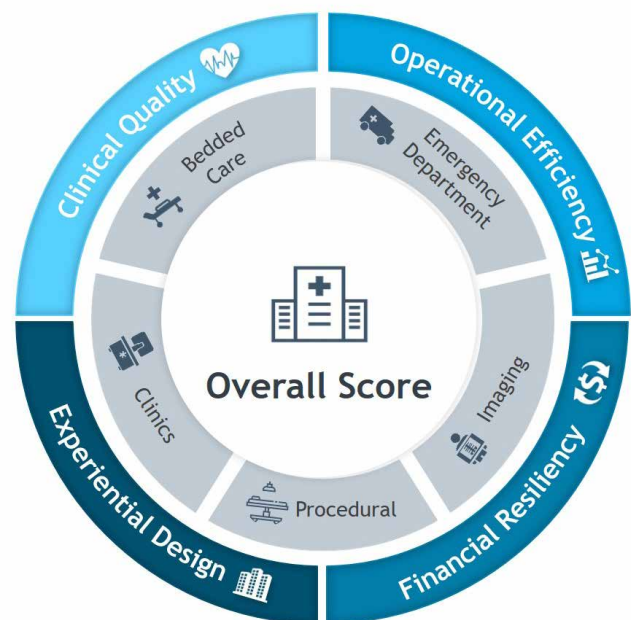 Clinical Quality
Operational Efficiency
Bedded
Care
Emergency
Department
Overall Score
Clinics
Imaging
Procedural
Experiential Design
Financial Resiliency
$